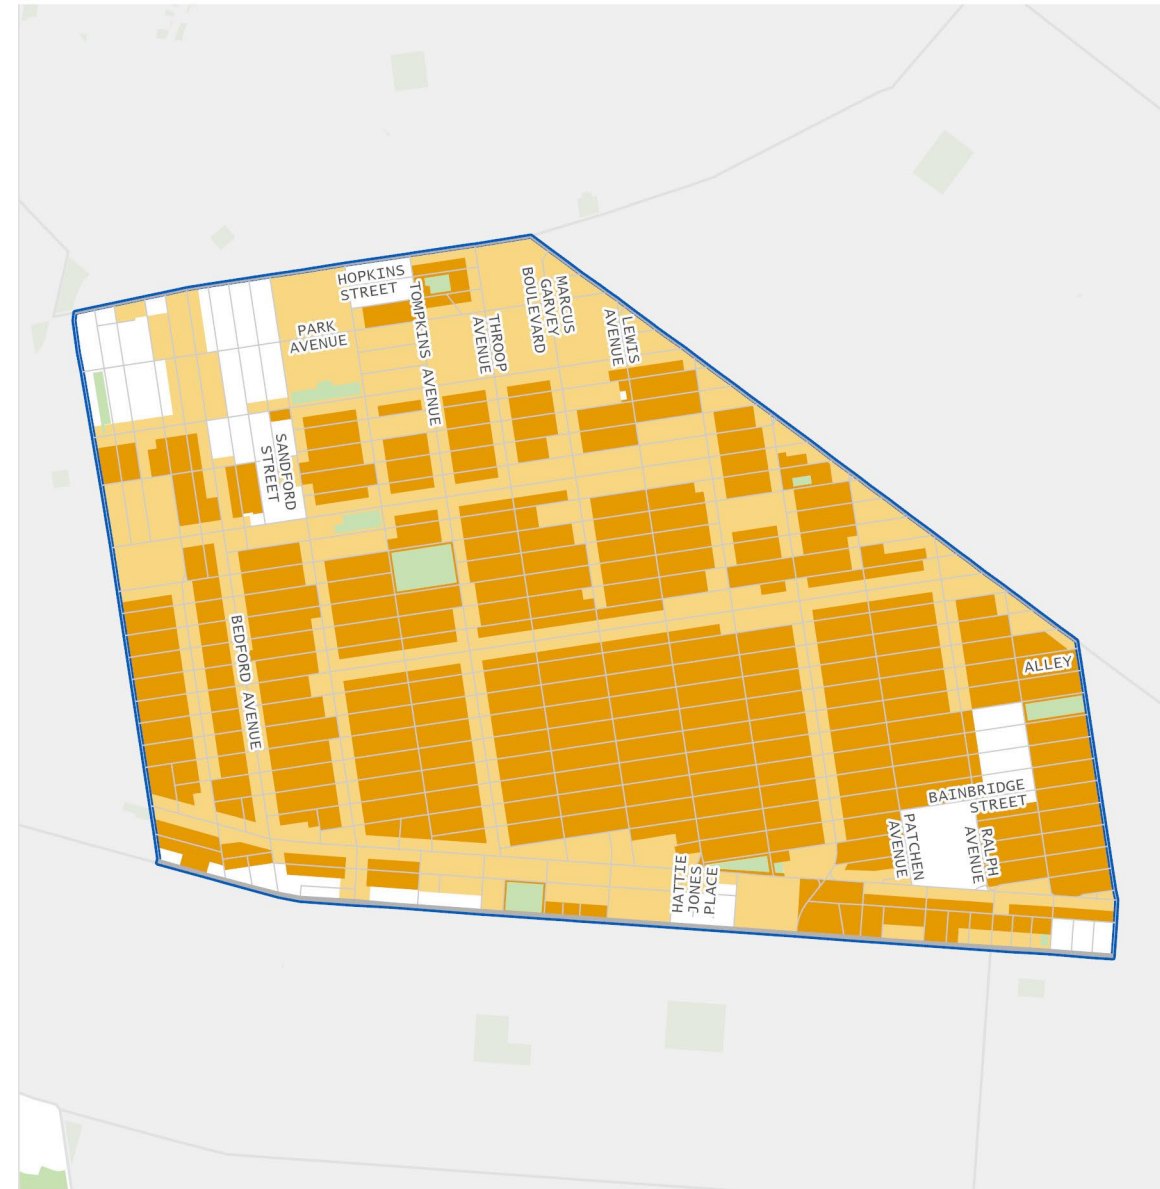 HOPKINS
STREET
PARK
AVENUE
TOMPKINS AVENUE
THROOP
AVENUE
MARCUS
GARVEY
BOULEVARD
LEWIS
AVENUE
SANDFORD
STREET
BEDFORD AVENUE
ALLEY
BAINBRIDGE
STREET
PATCHEN
AVENUE
RALPH
AVENUE
HATTIE
JONES
PLACE